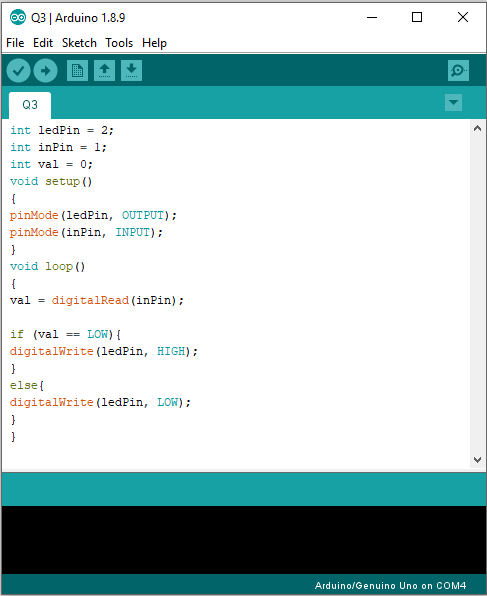 Q3 | Arduino 1.8.9
File Edit Sketch Tools Help
Q3
int ledPin = 2;
int inPin = 1;
int val = 0;
void setup()
{
pinMode(ledPin, OUTPUT);
pinMode(inPin, INPUT);
}
void loop()
{
val = digitalRead(inPin);
if (val == LOW){
digitalWrite(ledPin, HIGH);
}
else{
digitalWrite(ledPin, LOW);
}
}
Arduino/Genuino Uno on COM4